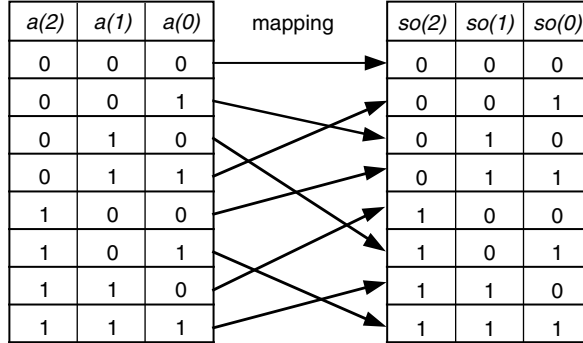 a(2) a(1) a(0) mapping so(2) so(1) so(0)
0 0 0 0 0 0
0 0 1 0 0 1
0 1 0 0 1 0
0 1 1 0 1 1
1 0 0 1 0 0
1 0 1 1 0 1
1 1 0 1 1 0
1 1 1 1 1 1